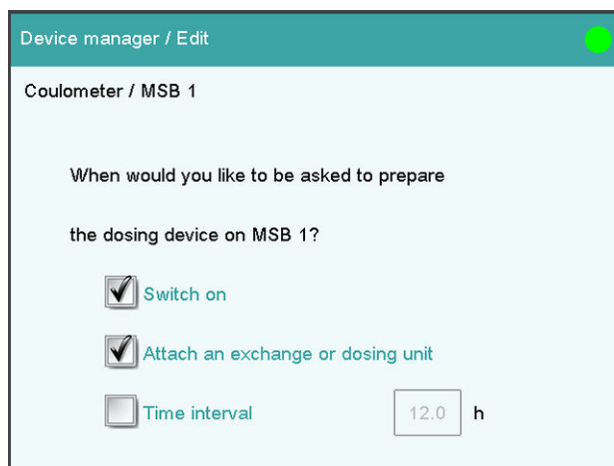 Device manager / Edit
Coulometer / MSB 1
When would you like to be asked to prepare
the dosing device on MSB 1?
Switch on
Attach an exchange or dosing unit
Time interval 12.0 h